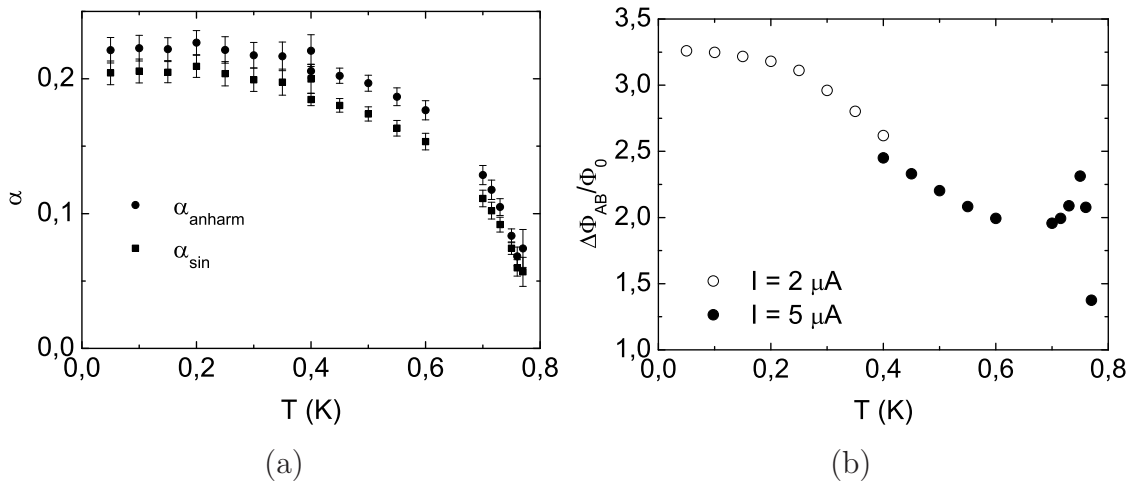 0,2
0,1
0,0
α
α_anharm
α_sin
0,0 0,2 0,4 0,6 0,8
T (K)
(a)
3,5
3,0
2,5
2,0
1,5
1,0
ΔΦ_AB/Φ_0
I = 2 μA
I = 5 μA
0,0 0,2 0,4 0,6 0,8
T (K)
(b)